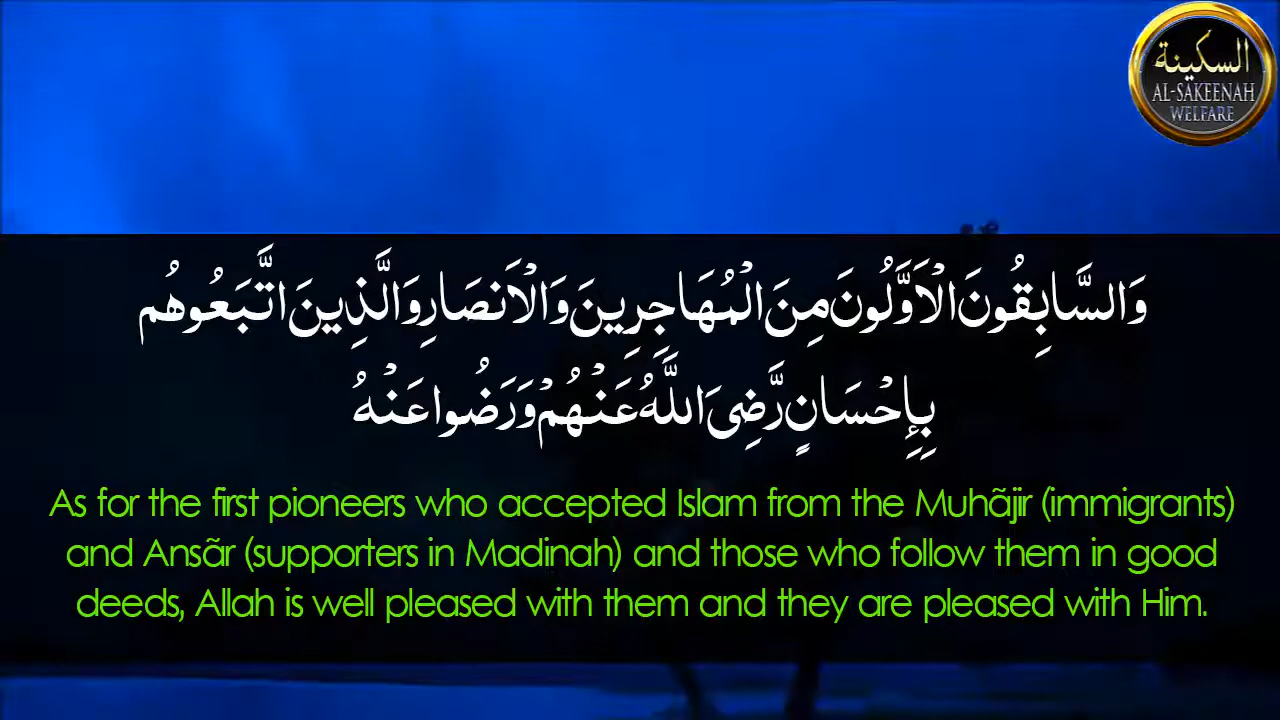 السكينة
AL-SAKEENAH
WELFARE
وَالسَّابِقُونَ الْأَوَّلُونَ مِنَ الْمُهَاجِرِينَ وَالْأَنصَارِ وَالَّذِينَ اتَّبَعُوهُم
بِإِحْسَانٍ رَّضِىَ اللَّهُ عَنْهُمْ وَرَضُوا عَنْهُ
As for the first pioneers who accepted Islam from the Muhãjir (immigrants)
and Ansãr (supporters in Madinah) and those who follow them in good
deeds, Allah is well pleased with them and they are pleased with Him.